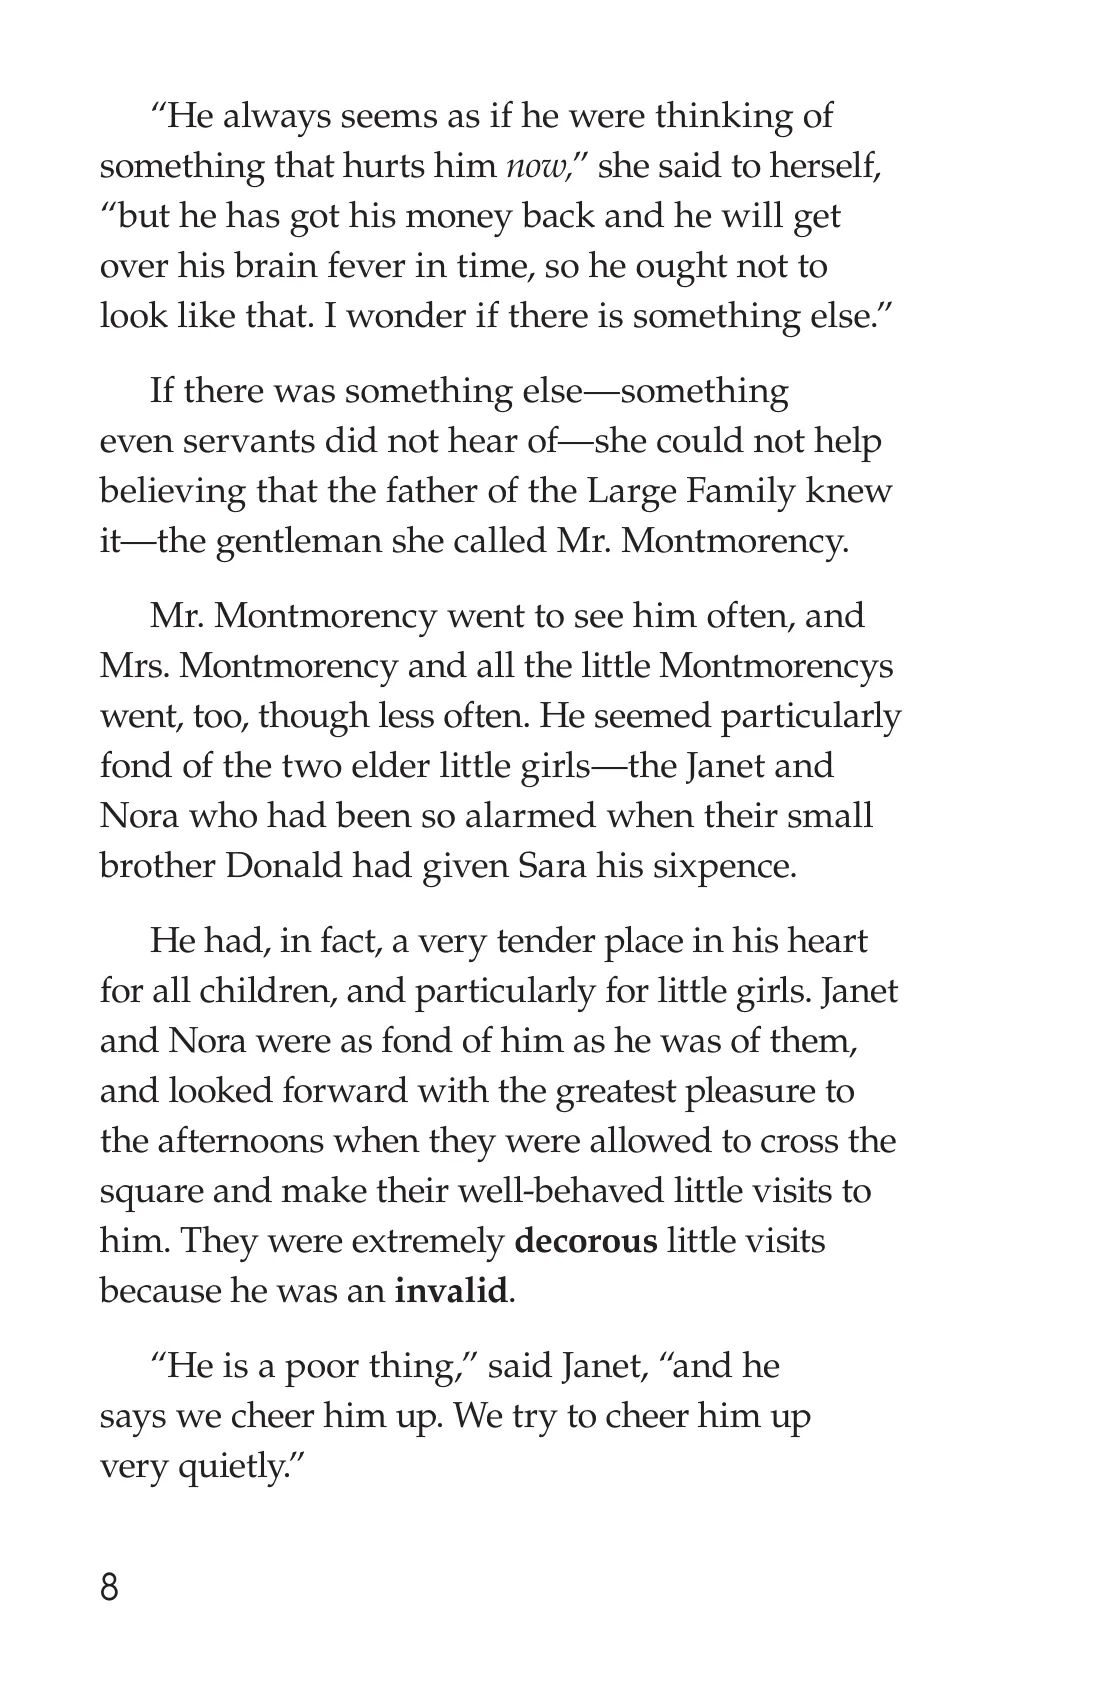 “He always seems as if he were thinking of
something that hurts him now,” she said to herself,
“but he has got his money back and he will get
over his brain fever in time, so he ought not to
look like that. I wonder if there is something else.”
If there was something else—something
even servants did not hear of—she could not help
believing that the father of the Large Family knew
it—the gentleman she called Mr. Montmorency.
Mr. Montmorency went to see him often, and
Mrs. Montmorency and all the little Montmorencys
went, too, though less often. He seemed particularly
fond of the two elder little girls—the Janet and
Nora who had been so alarmed when their small
brother Donald had given Sara his sixpence.
He had, in fact, a very tender place in his heart
for all children, and particularly for little girls. Janet
and Nora were as fond of him as he was of them,
and looked forward with the greatest pleasure to
the afternoons when they were allowed to cross the
square and make their well-behaved little visits to
him. They were extremely decorous little visits
because he was an invalid.
“He is a poor thing,” said Janet, “and he
says we cheer him up. We try to cheer him up
very quietly.”
8